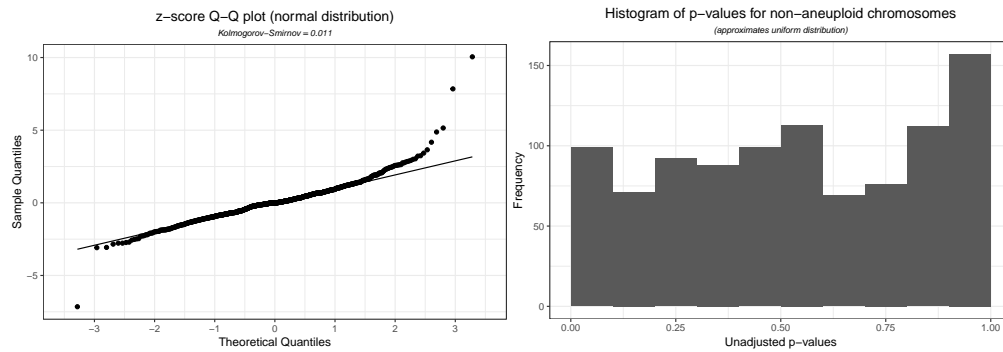 z−score Q−Q plot (normal distribution)
Kolmogorov−Smirnov = 0.011
10
5
0
−5
Sample Quantiles
−3
−2
−1
0
1
2
3
Theoretical Quantiles
Histogram of p−values for non−aneuploid chromosomes
(approximates uniform distribution)
150
100
50
0
Frequency
0.00
0.25
0.50
0.75
1.00
Unadjusted p−values